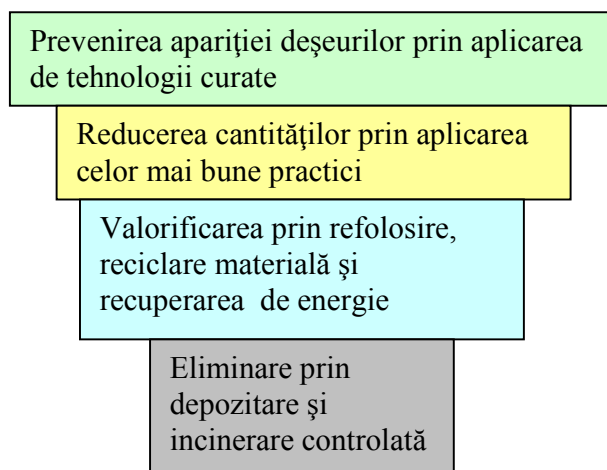 Prevenirea apariţiei deşeurilor prin aplicarea
de tehnologii curate
Reducerea cantităţilor prin aplicarea
celor mai bune practici
Valorificarea prin refolosire,
reciclare materială şi
recuperarea  de energie
Eliminare prin
depozitare şi
incinerare controlată